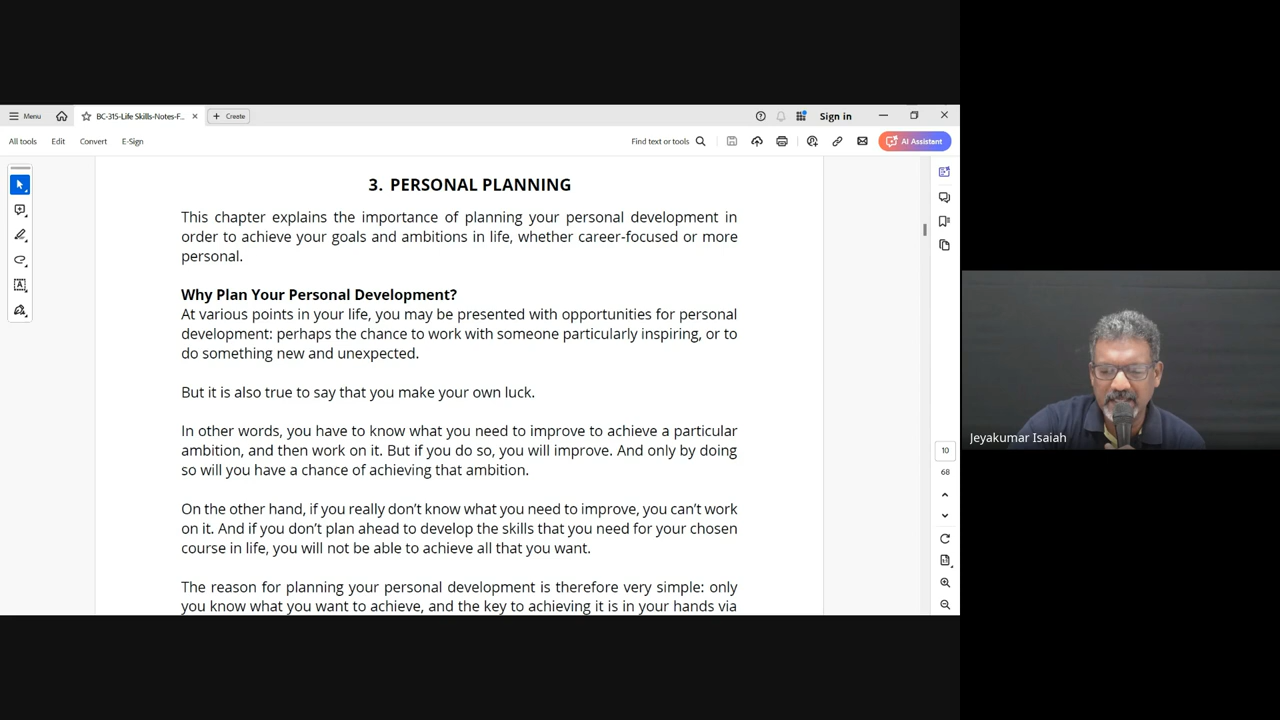 Menu
BC-315-Life Skills-Notes-F...
Create
Sign in
All tools
Edit
Convert
E-Sign
Find text or tools
AI Assistant
3. PERSONAL PLANNING
This chapter explains the importance of planning your personal development in
order to achieve your goals and ambitions in life, whether career-focused or more
personal.
Why Plan Your Personal Development?
At various points in your life, you may be presented with opportunities for personal
development: perhaps the chance to work with someone particularly inspiring, or to
do something new and unexpected.
But it is also true to say that you make your own luck.
In other words, you have to know what you need to improve to achieve a particular
ambition, and then work on it. But if you do so, you will improve. And only by doing
so will you have a chance of achieving that ambition.
On the other hand, if you really don’t know what you need to improve, you can’t work
on it. And if you don’t plan ahead to develop the skills that you need for your chosen
course in life, you will not be able to achieve all that you want.
The reason for planning your personal development is therefore very simple: only
you know what you want to achieve, and the key to achieving it is in your hands via
10
68
Jeyakumar Isaiah